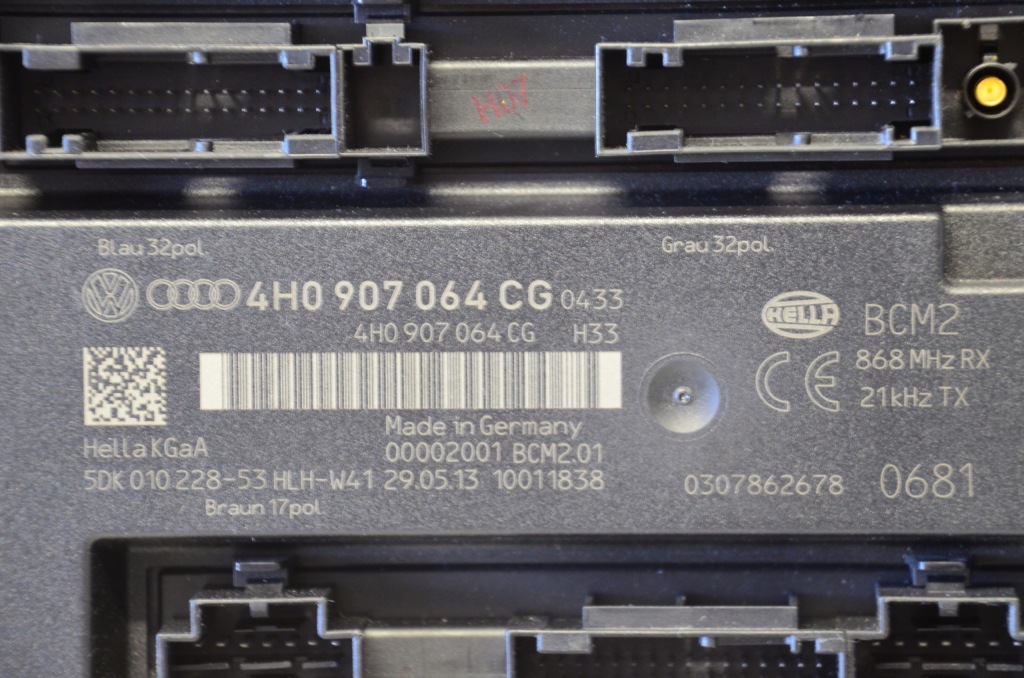 H07
Blau 32pol.
Grau 32pol.
4H0 907 064 CG 0433
4H0 907 064 CG H33
HELLA BCM2
868 MHz RX
21kHz TX
Made in Germany
Hella KGaA
00002001 BCM2.01
5DK 010 228-53 HLH-W41 29.05.13 10011838
0307862678 0681
Braun 17pol.